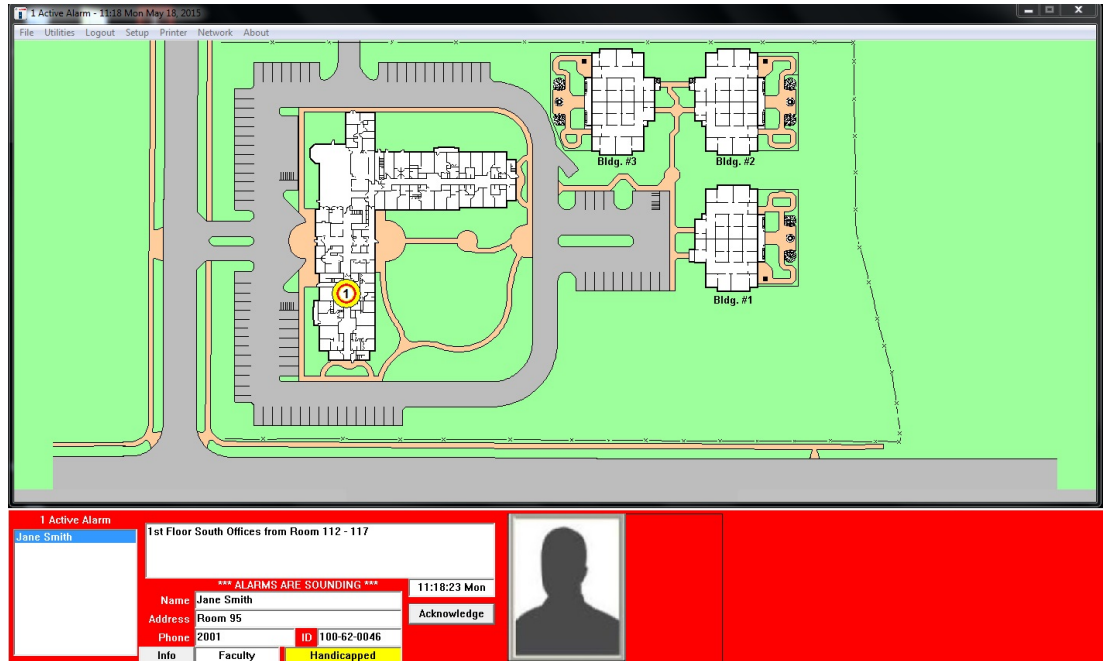 1 Active Alarm - 11:18 Mon May 18, 2015
File Utilities Logout Setup Printer Network About
Bldg. #3
Bldg. #2
Bldg. #1
1
1 Active Alarm
Jane Smith
1st Floor South Offices from Room 112 - 117
*** ALARMS ARE SOUNDING ***
11:18:23 Mon
Name Jane Smith
Acknowledge
Address Room 95
Phone 2001 ID 100-62-0046
Info Faculty Handicapped